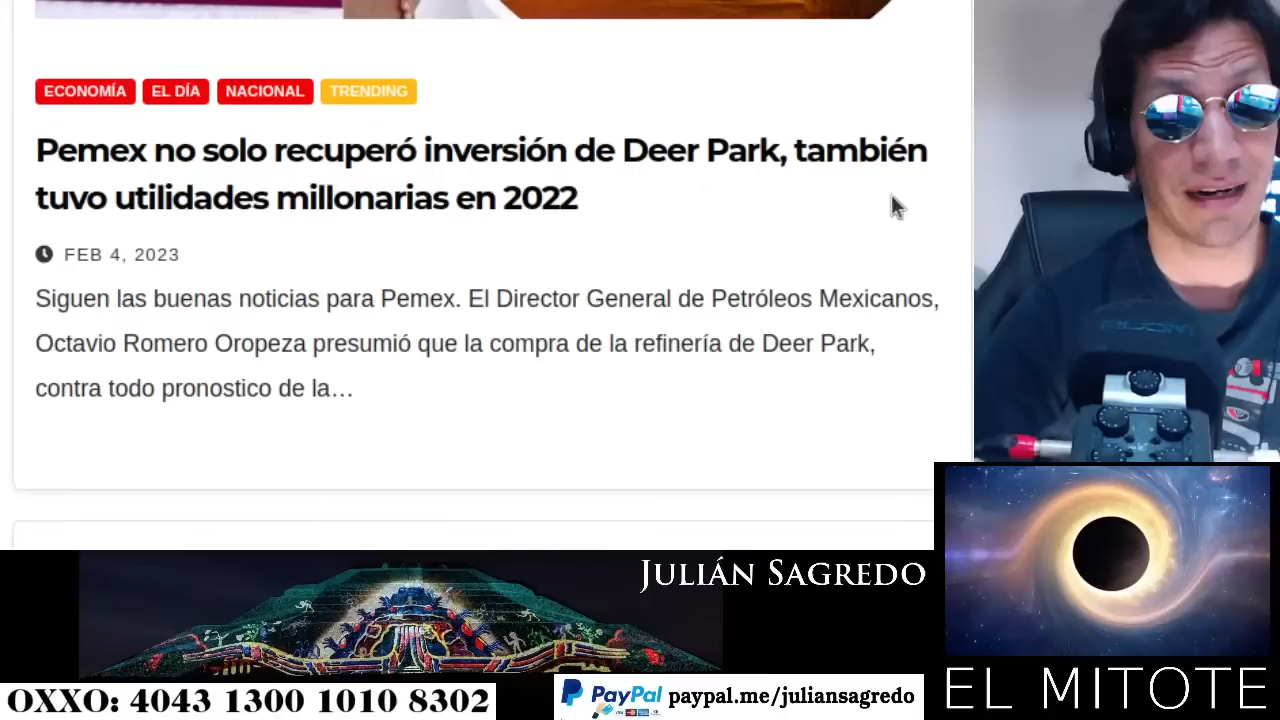 ECONOMÍA EL DÍA NACIONAL TRENDING
Pemex no solo recuperó inversión de Deer Park, también
tuvo utilidades millonarias en 2022
FEB 4, 2023
Siguen las buenas noticias para Pemex. El Director General de Petróleos Mexicanos,
Octavio Romero Oropeza presumió que la compra de la refinería de Deer Park,
contra todo pronostico de la…
ZOOM
JULIÁN SAGREDO
EL MITOTE
OXXO: 4043 1300 1010 8302
PayPal paypal.me/juliansagredo